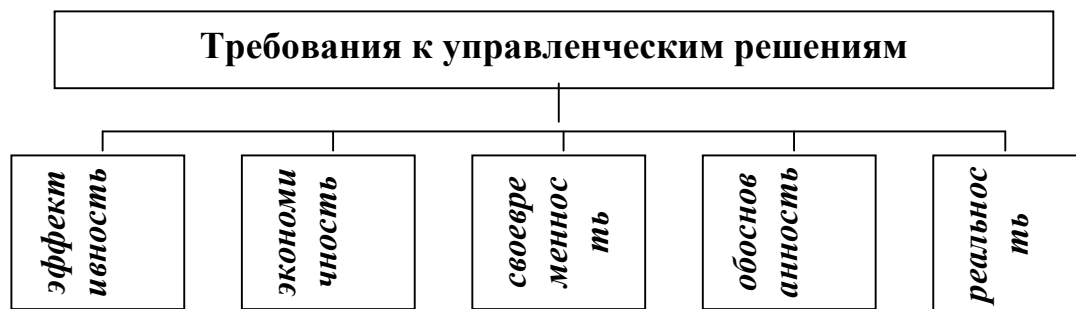 Требования к управленческим решениям
эффект
ивность
экономи
чность
своевре
меннос
ть
обоснов
анность
реальнос
ть